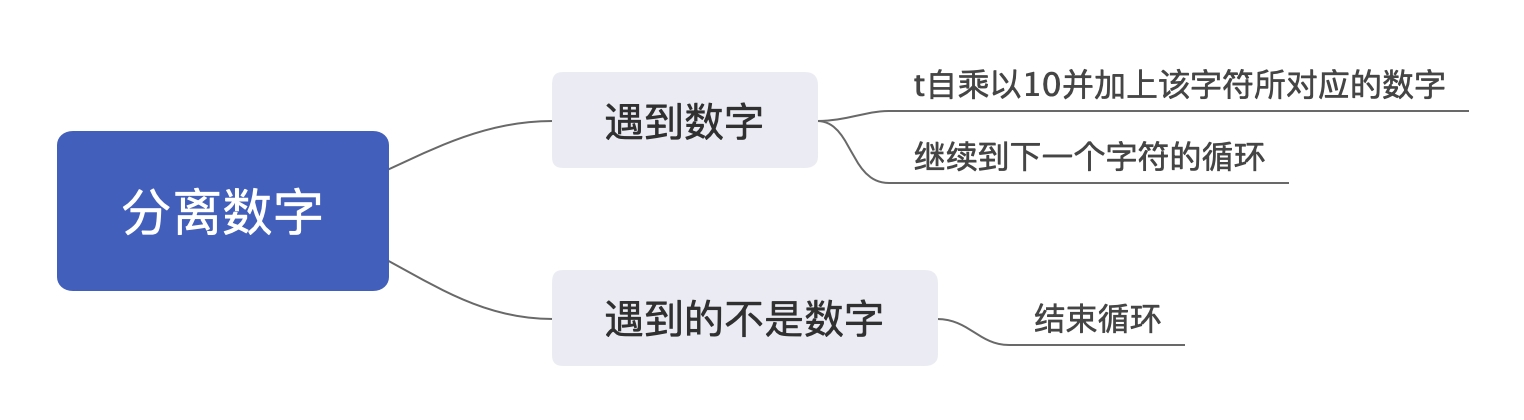 分离数字
遇到数字
t自乘以10并加上该字符所对应的数字
继续到下一个字符的循环
遇到的不是数字
结束循环